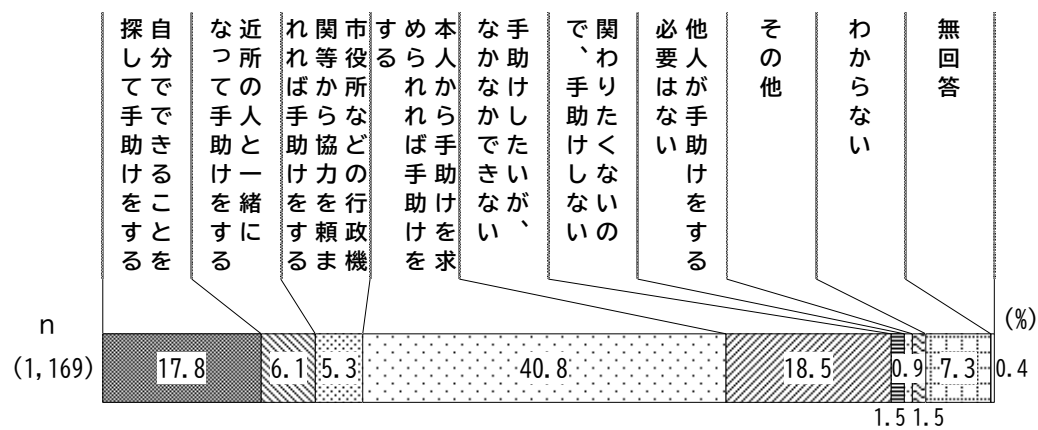 自分でできることを
探して手助けをする
近所の人と一緒に
なって手助けをする
市役所などの行政機
関等から協力を頼ま
れれば手助けをする
本人から手助けを求
められれば手助けを
する
手助けしたいが、
なかなかできない
関わりたくないの
で、手助けしない
他人が手助けをする
必要はない
その他
わからない
無回答
n
(%)
(1,169)
17.8
6.1
5.3
40.8
18.5
0.9
7.3
0.4
1.5
1.5